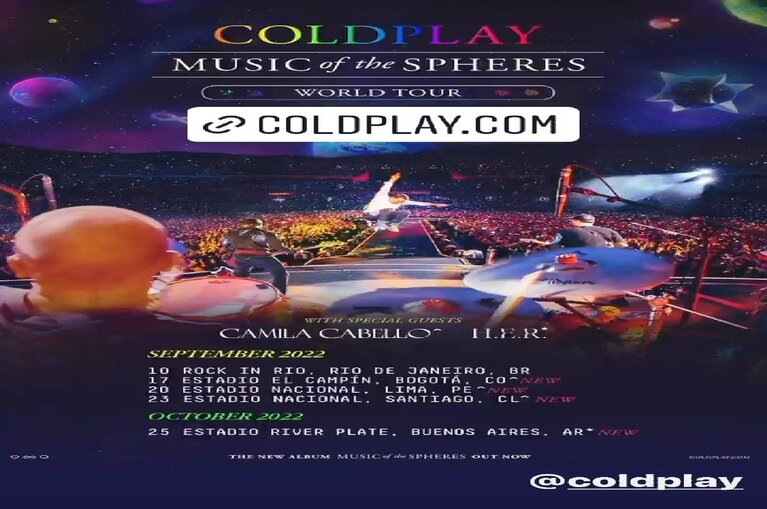 COLDPLAY
MUSIC of the SPHERES
WORLD TOUR
COLDPLAY.COM
WITH SPECIAL GUESTS
CAMILA CABELLO^ H.E.R.*
SEPTEMBER 2022
10 ROCK IN RIO, RIO DE JANEIRO, BR
17 ESTADIO EL CAMPÍN, BOGOTÁ, CO^ NEW
20 ESTADIO NACIONAL, LIMA, PE^ NEW
23 ESTADIO NACIONAL, SANTIAGO, CL^ NEW
OCTOBER 2022
25 ESTADIO RIVER PLATE, BUENOS AIRES, AR* NEW
THE NEW ALBUM MUSIC of the SPHERES OUT NOW
COLDPLAY.COM
@coldplay